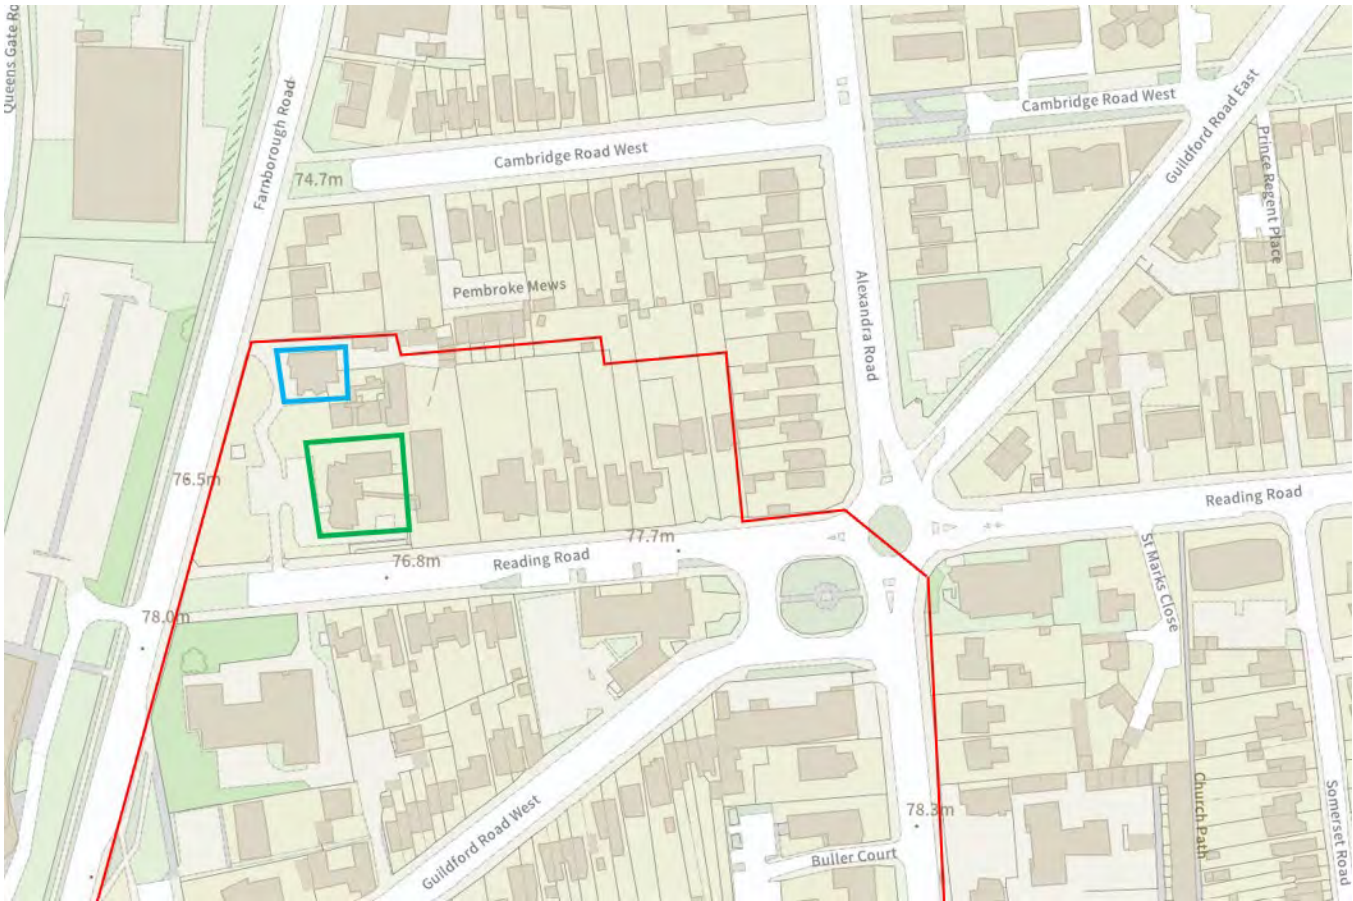 Queens Gate Ro
Farnborough Road
Cambridge Road West
Cambridge Road West
Guildford Road East
Prince Regent Place
74.7m
Pembroke Mews
Alexandra Road
76.5m
Reading Road
77.7m
Reading Road
76.8m
St Marks Close
78.0m
Guildford Road West
78.3m
Buller Court
Church Path
Somerset Road